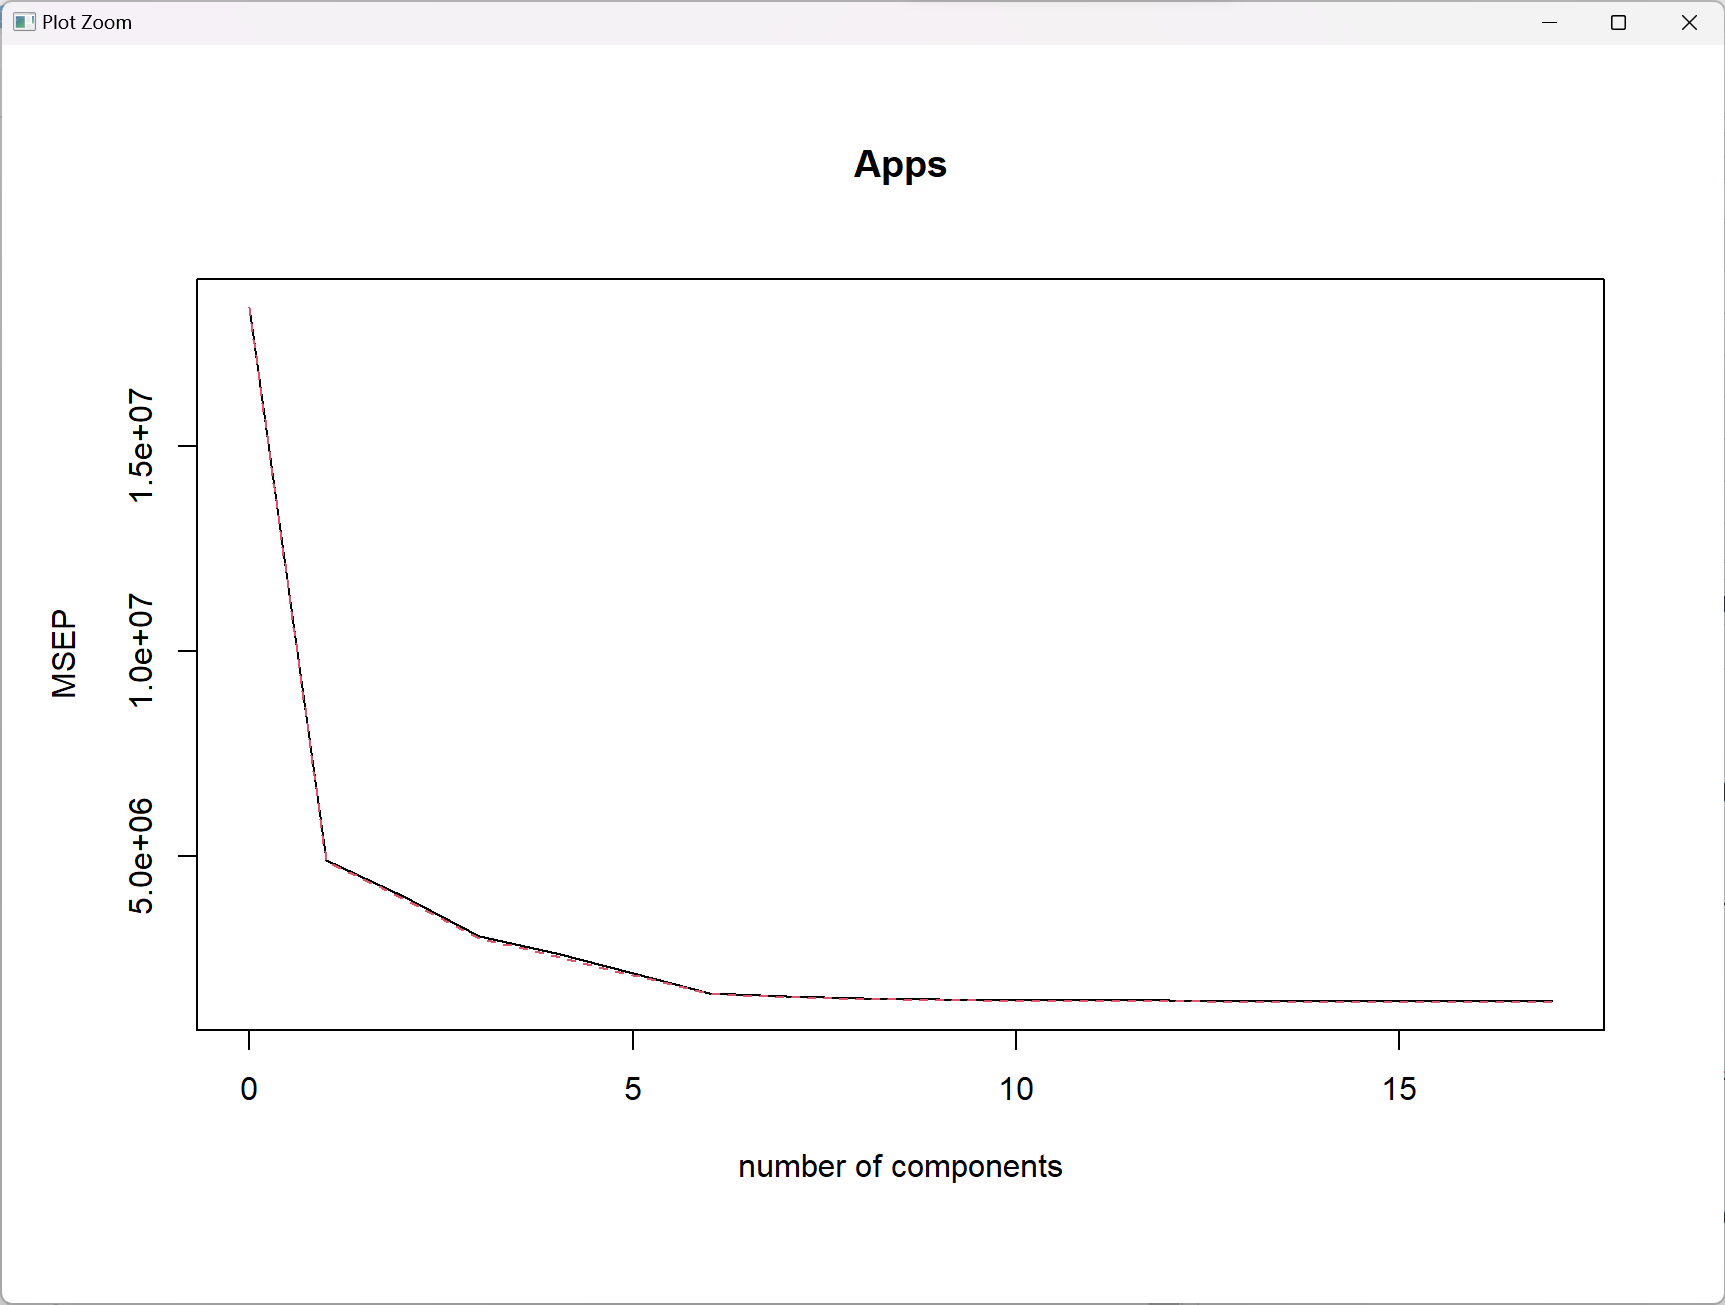 Plot Zoom
Apps
MSEP
1.5e+07
1.0e+07
5.0e+06
0 5 10 15
number of components